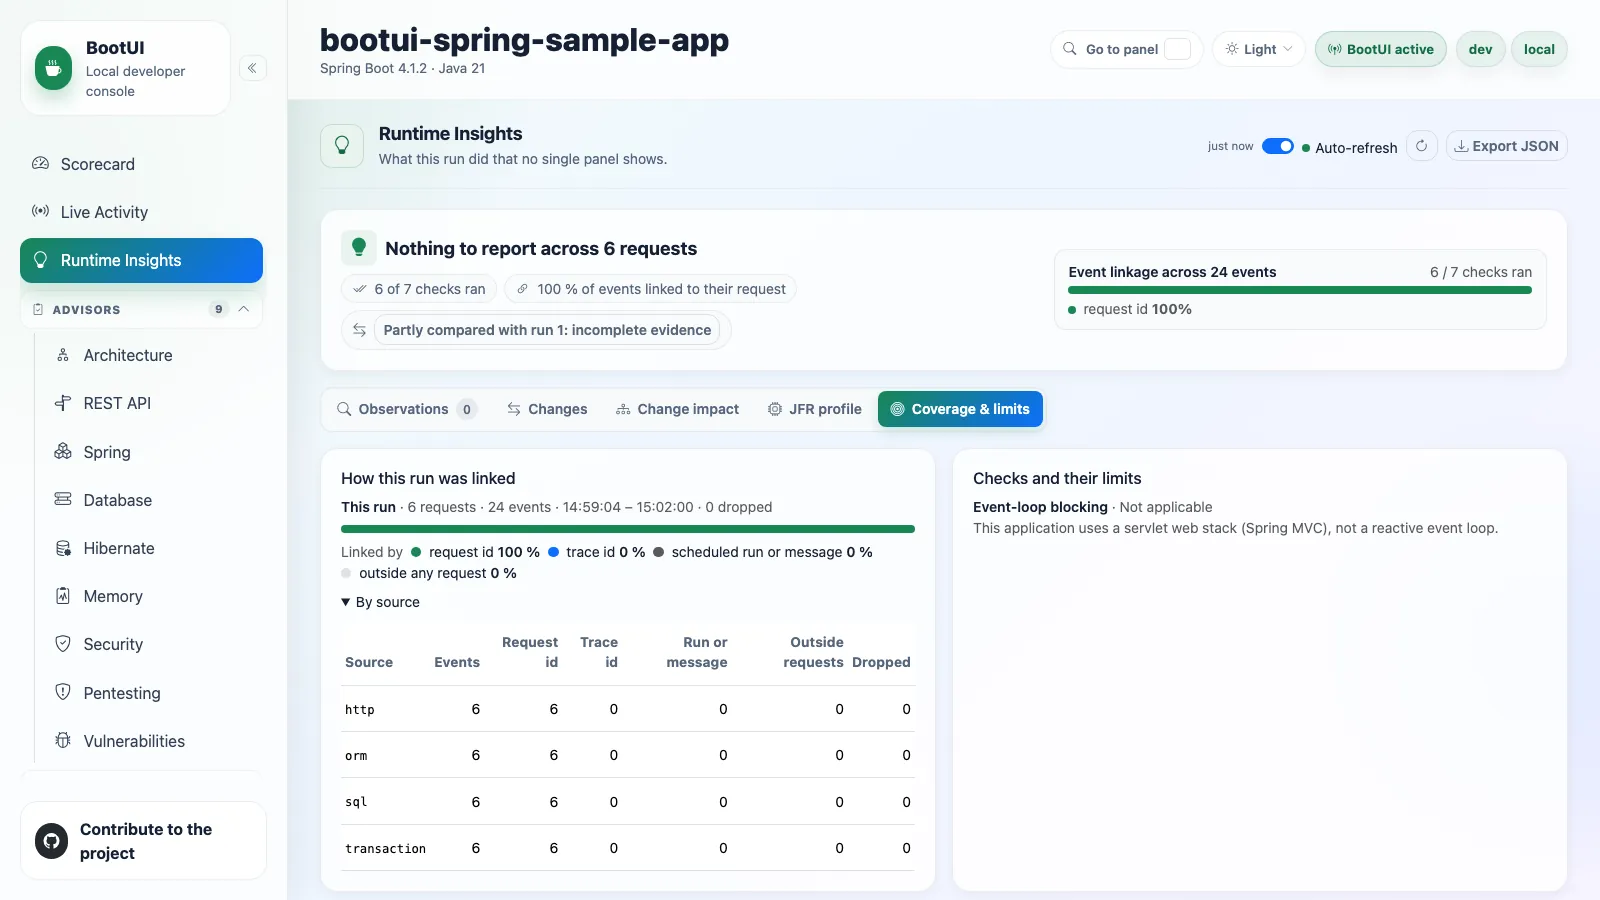 BootUI
Local developer
console
Scorecard
Live Activity
Runtime Insights
ADVISORS 9
Architecture
REST API
Spring
Database
Hibernate
Memory
Security
Pentesting
Vulnerabilities
Contribute to the
project
bootui-spring-sample-app
Spring Boot 4.1.2 · Java 21
Go to panel
Light
BootUI active
dev
local
Runtime Insights
What this run did that no single panel shows.
just now
Auto-refresh
Export JSON
Nothing to report across 6 requests
6 of 7 checks ran
100 % of events linked to their request
Partly compared with run 1: incomplete evidence
Event linkage across 24 events 6 / 7 checks ran
request id 100%
Observations 0
Changes
Change impact
JFR profile
Coverage & limits
How this run was linked
This run · 6 requests · 24 events · 14:59:04 – 15:02:00 · 0 dropped
Linked by request id 100 % trace id 0 % scheduled run or message 0 %
outside any request 0 %
▼ By source
Source Events Request id Trace id Run or message Outside requests Dropped
http 6 6 0 0 0 0
orm 6 6 0 0 0 0
sql 6 6 0 0 0 0
transaction 6 6 0 0 0 0
Checks and their limits
Event-loop blocking · Not applicable
This application uses a servlet web stack (Spring MVC), not a reactive event loop.